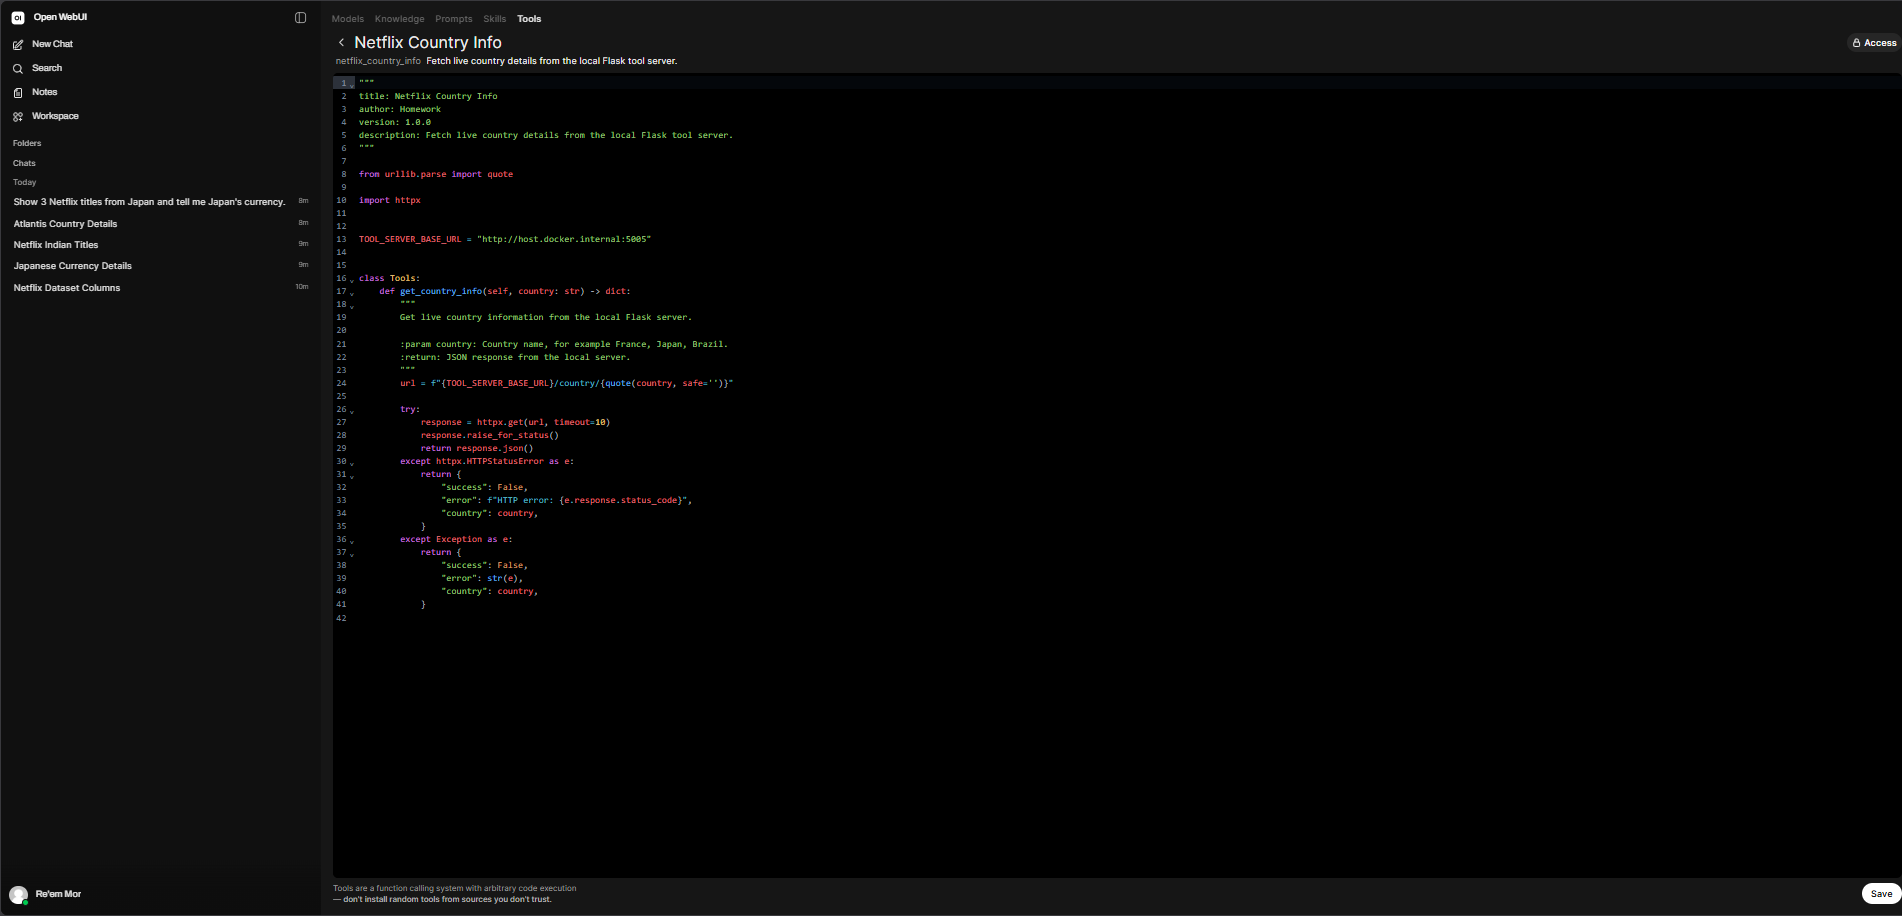 Open WebUI
New Chat
Search
Notes
Workspace
Folders
Chats
Today
Show 3 Netflix titles from Japan and tell me Japan's currency. 8m
Atlantis Country Details 8m
Netflix Indian Titles 9m
Japanese Currency Details 9m
Netflix Dataset Columns 10m
Re'em Mor
Models Knowledge Prompts Skills Tools
Netflix Country Info
Access
netflix_country_info Fetch live country details from the local Flask tool server.
1 """
2 title: Netflix Country Info
3 author: Homework
4 version: 1.0.0
5 description: Fetch live country details from the local Flask tool server.
6 """
7
8 from urllib.parse import quote
9
10 import httpx
11
12
13 TOOL_SERVER_BASE_URL = "http://host.docker.internal:5005"
14
15
16 class Tools:
17     def get_country_info(self, country: str) -> dict:
18         """
19         Get live country information from the local Flask server.
20
21         :param country: Country name, for example France, Japan, Brazil.
22         :return: JSON response from the local server.
23         """
24         url = f"{TOOL_SERVER_BASE_URL}/country/{quote(country, safe='')}"
25
26         try:
27             response = httpx.get(url, timeout=10)
28             response.raise_for_status()
29             return response.json()
30         except httpx.HTTPStatusError as e:
31             return {
32                 "success": False,
33                 "error": f"HTTP error: {e.response.status_code}",
34                 "country": country,
35             }
36         except Exception as e:
37             return {
38                 "success": False,
39                 "error": str(e),
40                 "country": country,
41             }
42
Tools are a function calling system with arbitrary code execution
— don't install random tools from sources you don't trust.
Save